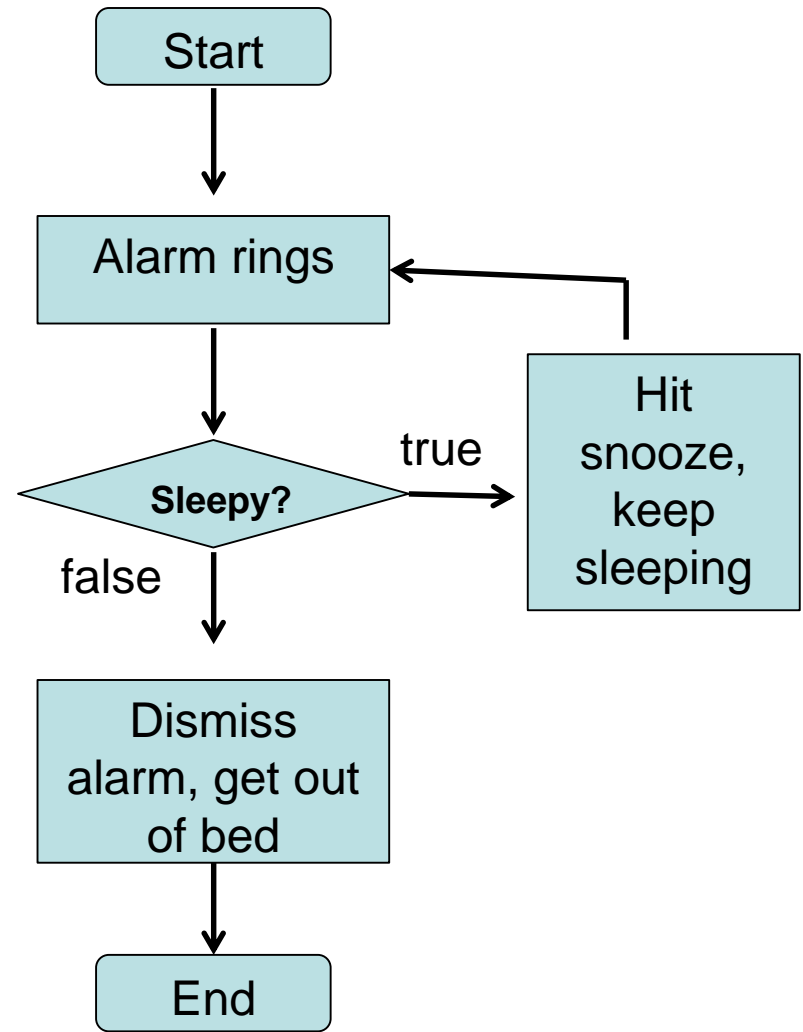 Start
Alarm rings
Sleepy?
true
Hit
snooze,
keep
sleeping
false
Dismiss
alarm, get out
of bed
End